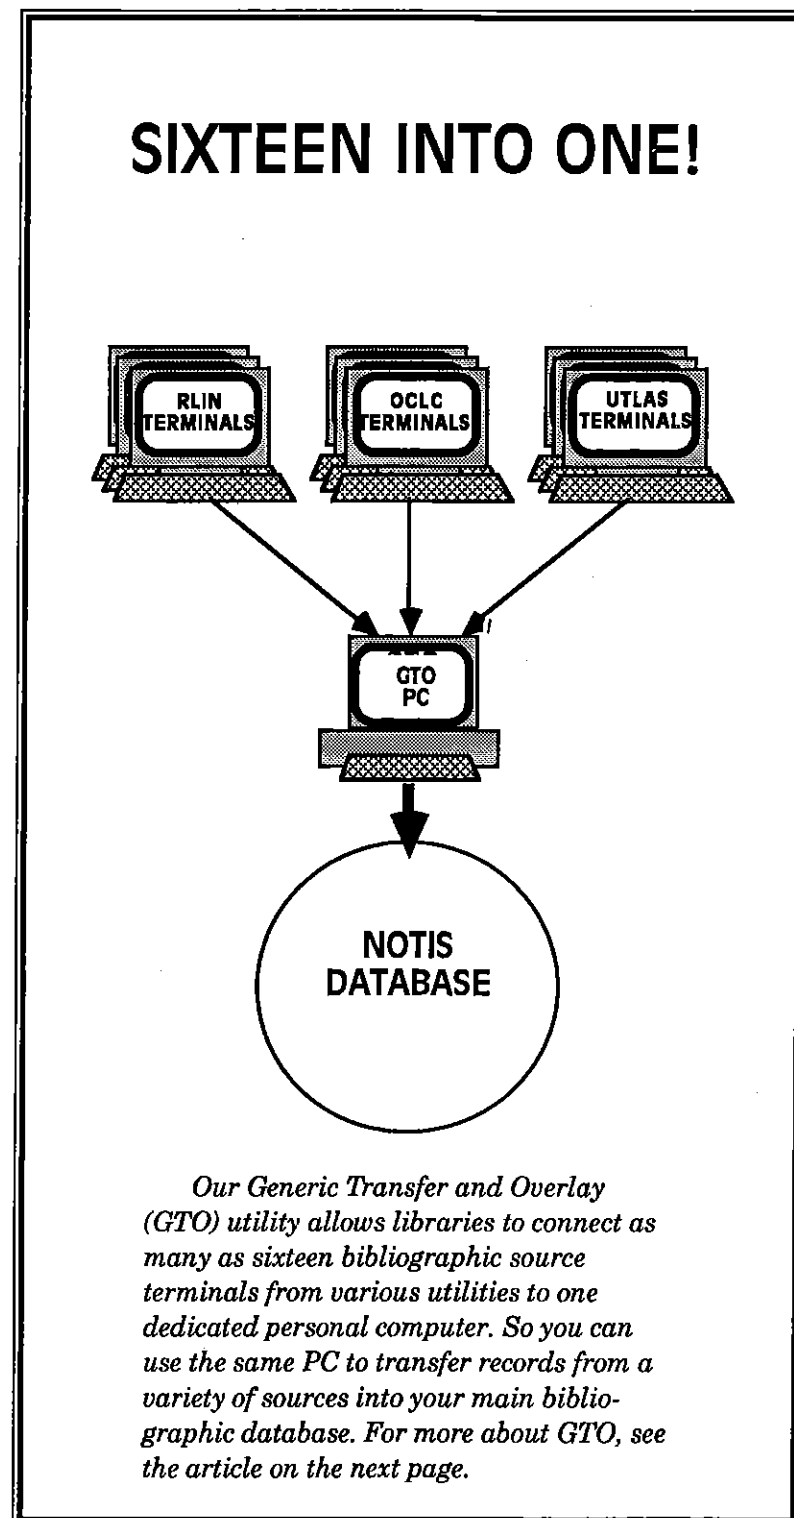 SIXTEEN INTO ONE!
RLIN
TERMINALS
OCLC
TERMINALS
UTLAS
TERMINALS
GTO
PC
NOTIS
DATABASE
Our Generic Transfer and Overlay
(GTO) utility allows libraries to connect as
many as sixteen bibliographic source
terminals from various utilities to one
dedicated personal computer. So you can
use the same PC to transfer records from a
variety of sources into your main biblio-
graphic database. For more about GTO, see
the article on the next page.